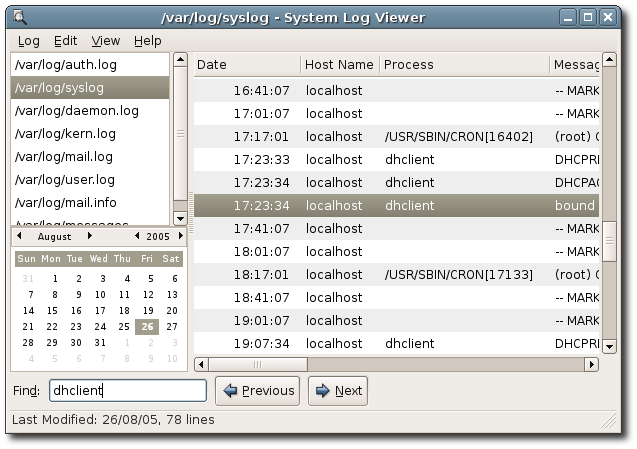 /var/log/syslog - System Log Viewer
Log Edit View Help
/var/log/auth.log
/var/log/syslog
/var/log/daemon.log
/var/log/kern.log
/var/log/mail.log
/var/log/user.log
/var/log/mail.info
/var/log/messages
August 2005
Sun Mon Tue Wed Thu Fri Sat
31 1 2 3 4 5 6
7 8 9 10 11 12 13
14 15 16 17 18 19 20
21 22 23 24 25 26 27
28 29 30 31 1 2 3
4 5 6 7 8 9 10
Date Host Name Process Messag
16:41:07 localhost -- MARK
17:01:07 localhost -- MARK
17:17:01 localhost /USR/SBIN/CRON[16402] (root) C
17:23:33 localhost dhclient DHCPRE
17:23:34 localhost dhclient DHCPAC
17:23:34 localhost dhclient bound
17:41:07 localhost -- MARK
18:01:07 localhost -- MARK
18:17:01 localhost /USR/SBIN/CRON[17133] (root) C
18:41:07 localhost -- MARK
19:01:07 localhost -- MARK
19:07:34 localhost dhclient DHCPRE
Find: dhclient Previous Next
Last Modified: 26/08/05, 78 lines